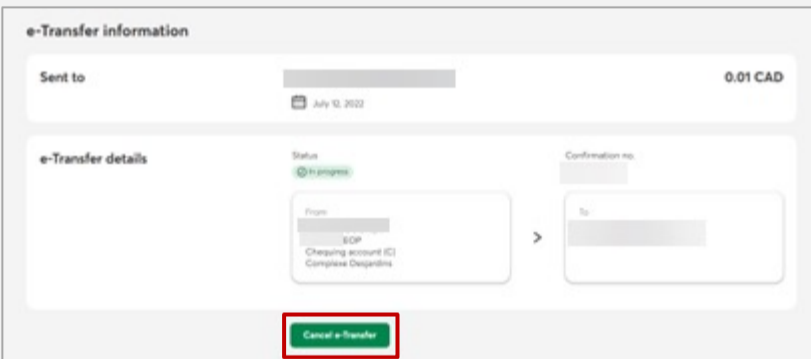 e-Transfer information
Sent to
0.01 CAD
July 12, 2022
e-Transfer details
Status
Confirmation no.
In progress
From
EOP
Chequing account (C)
Complexe Desjardins
>
To
Cancel e-Transfer